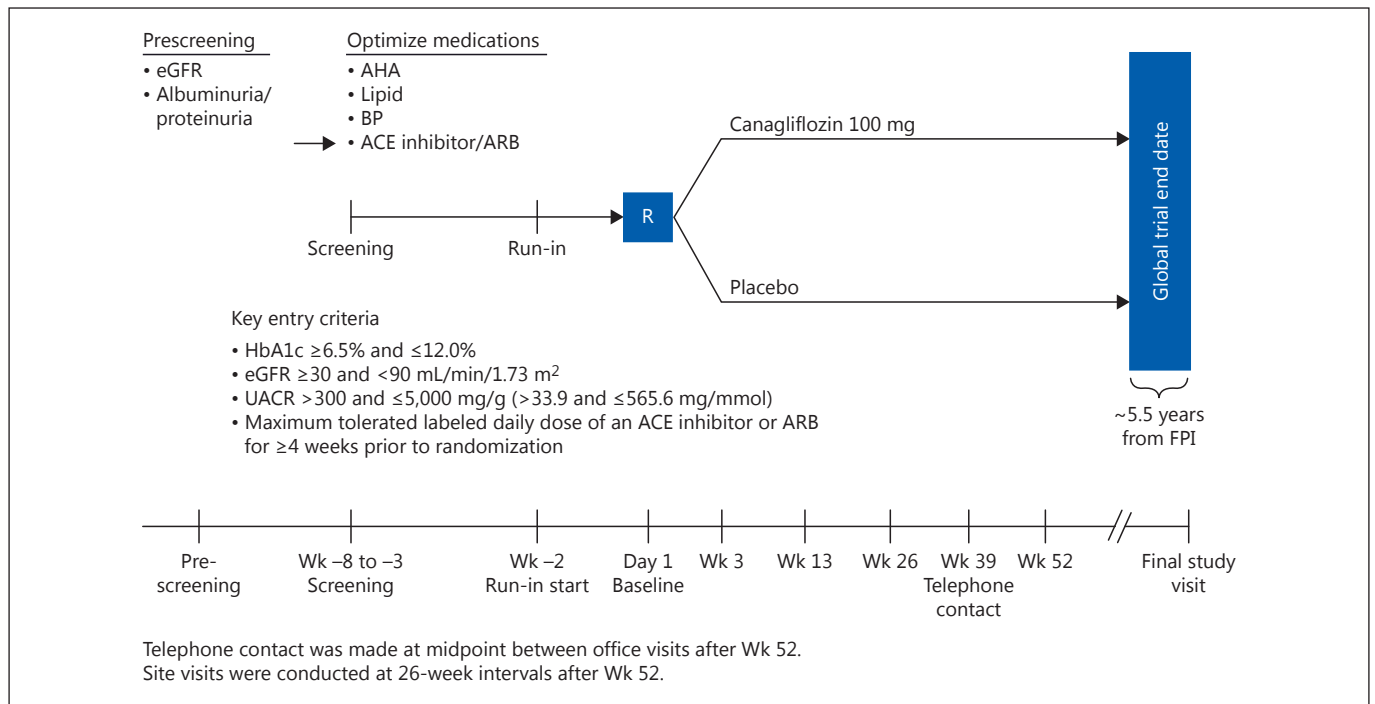 Prescreening
• eGFR
• Albuminuria/
proteinuria
Optimize medications
• AHA
• Lipid
• BP
• ACE inhibitor/ARB
Screening
Run-in
R
Canagliflozin 100 mg
Placebo
Global trial end date
~5.5 years
from FPI
Key entry criteria
• HbA1c ≥6.5% and ≤12.0%
• eGFR ≥30 and <90 mL/min/1.73 m²
• UACR >300 and ≤5,000 mg/g (>33.9 and ≤565.6 mg/mmol)
• Maximum tolerated labeled daily dose of an ACE inhibitor or ARB
for ≥4 weeks prior to randomization
Pre-
screening
Wk –8 to –3
Screening
Wk –2
Run-in start
Day 1
Baseline
Wk 3
Wk 13
Wk 26
Wk 39
Telephone
contact
Wk 52
Final study
visit
Telephone contact was made at midpoint between office visits after Wk 52.
Site visits were conducted at 26-week intervals after Wk 52.